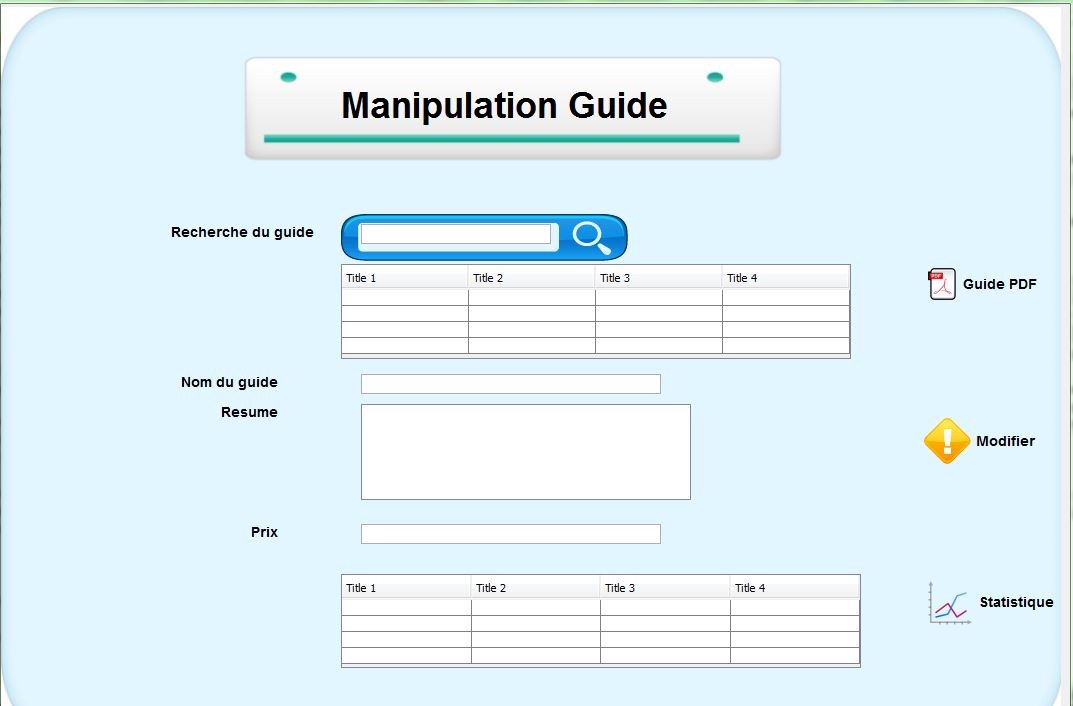 Manipulation Guide
Recherche du guide
Title 1 Title 2 Title 3 Title 4
PDF
Guide PDF
Nom du guide
Resume
Modifier
Prix
Title 1 Title 2 Title 3 Title 4
Statistique